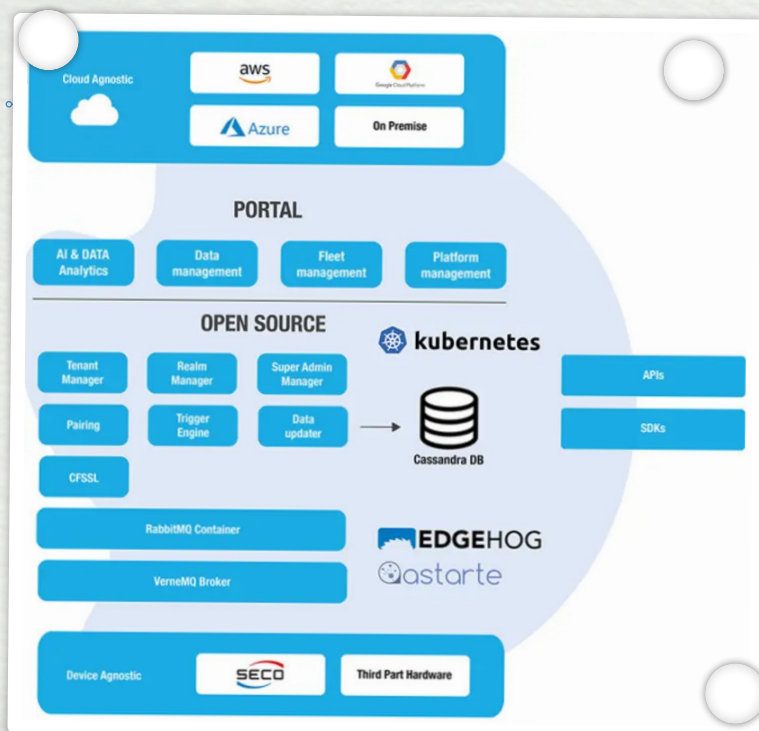 Cloud Agnostic
aws
Google Cloud Platform
Azure
On Premise
PORTAL
AI & DATA
Analytics
Data
management
Fleet
management
Platform
management
OPEN SOURCE
kubernetes
Tenant
Manager
Realm
Manager
Super Admin
Manager
APIs
Pairing
Trigger
Engine
Data
updater
Cassandra DB
SDKs
CFSSL
RabbitMQ Container
EDGEHOG
astarte
VerneMQ Broker
Device Agnostic
SECO
Third Part Hardware